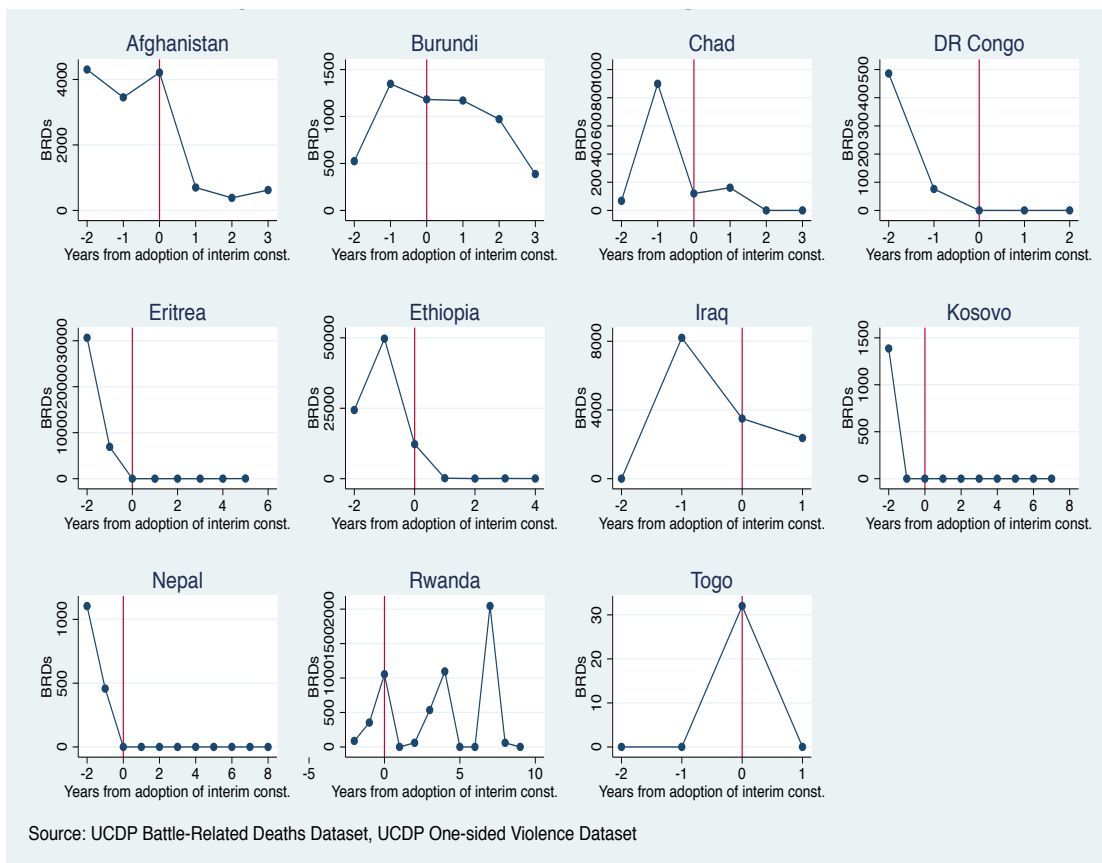 Afghanistan
BRDs
0 2000 4000
-2 -1 0 1 2 3
Years from adoption of interim const.
Burundi
BRDs
0 500 1000 1500
-2 -1 0 1 2 3
Years from adoption of interim const.
Chad
BRDs
0 200 400 600 800 1000
-2 -1 0 1 2 3
Years from adoption of interim const.
DR Congo
BRDs
0 100 200 300 400 500
-2 -1 0 1 2
Years from adoption of interim const.
Eritrea
BRDs
0 10000 20000 30000
-2 0 2 4 6
Years from adoption of interim const.
Ethiopia
BRDs
0 25000 50000
-2 0 2 4
Years from adoption of interim const.
Iraq
BRDs
0 4000 8000
-2 -1 0 1
Years from adoption of interim const.
Kosovo
BRDs
0 500 1000 1500
-2 0 2 4 6 8
Years from adoption of interim const.
Nepal
BRDs
0 500 1000
-2 0 2 4 6 8
Years from adoption of interim const.
Rwanda
BRDs
0 500 1000 1500 2000
-5 0 5 10
Years from adoption of interim const.
Togo
BRDs
0 10 20 30
-2 -1 0 1
Years from adoption of interim const.
Source: UCDP Battle-Related Deaths Dataset, UCDP One-sided Violence Dataset